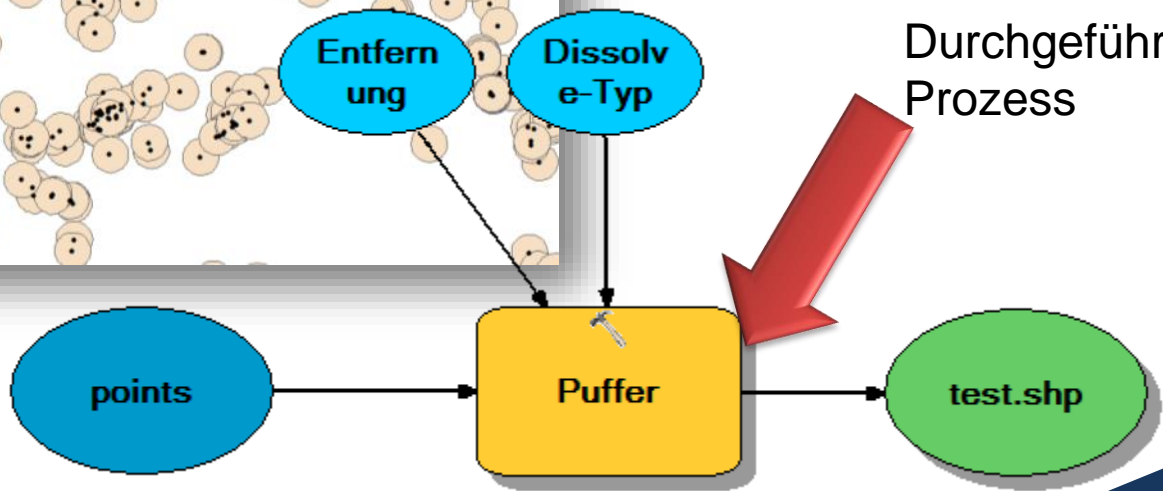 Entfern
ung
Dissolv
e-Typ
Durchgeführ
Prozess
points
Puffer
test.shp